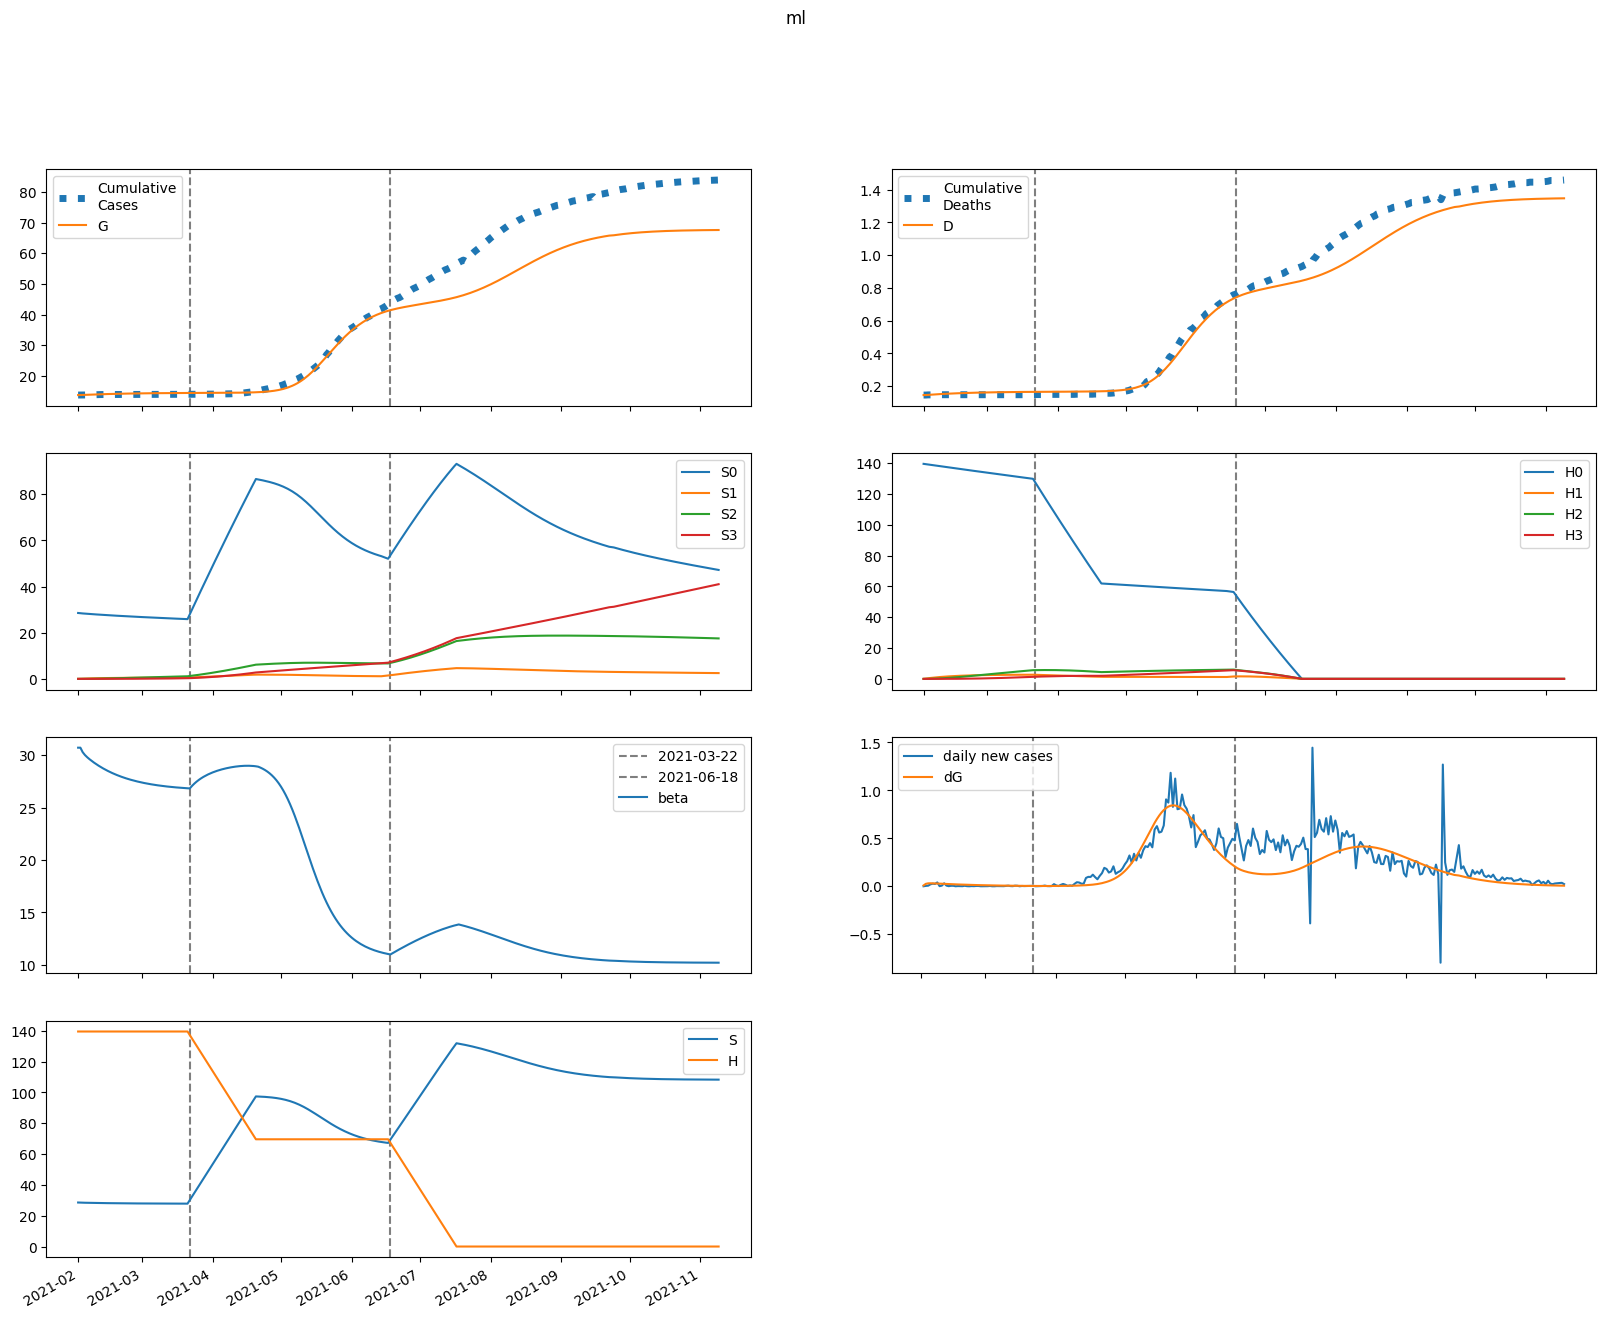 ml
Cumulative
Cases
G
80
70
60
50
40
30
20
Cumulative
Deaths
D
1.4
1.2
1.0
0.8
0.6
0.4
0.2
S0
S1
S2
S3
80
60
40
20
0
H0
H1
H2
H3
140
120
100
80
60
40
20
0
2021-03-22
2021-06-18
beta
30
25
20
15
10
daily new cases
dG
1.5
1.0
0.5
0.0
−0.5
S
H
140
120
100
80
60
40
20
0
2021-02
2021-03
2021-04
2021-05
2021-06
2021-07
2021-08
2021-09
2021-10
2021-11